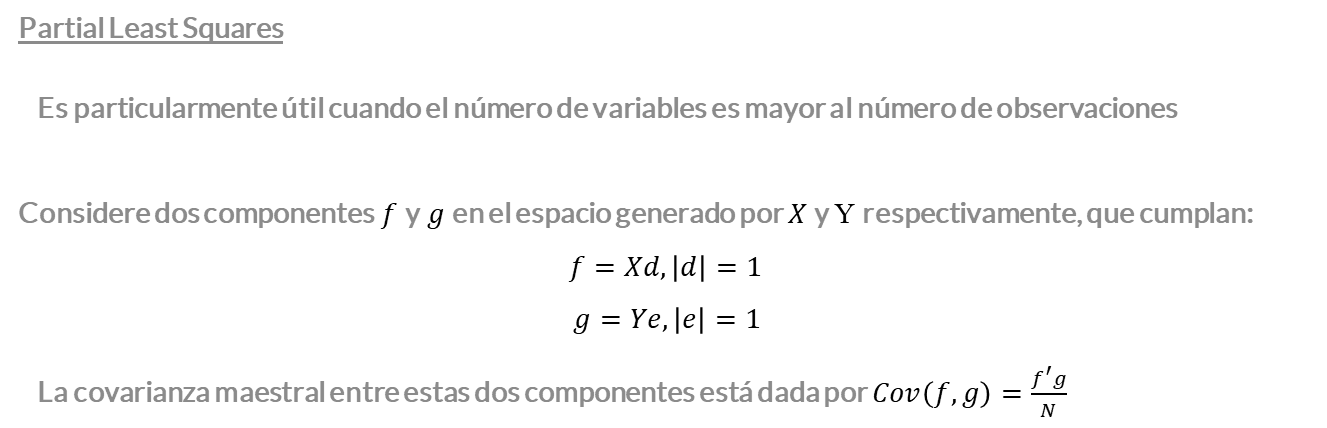 Partial Least Squares
Es particularmente útil cuando el número de variables es mayor al número de observaciones
Considere dos componentes f y g en el espacio generado por X y Y respectivamente, que cumplan:
f = Xd, |d| = 1
g = Ye, |e| = 1
La covarianza maestral entre estas dos componentes está dada por Cov(f, g) = f'g / N